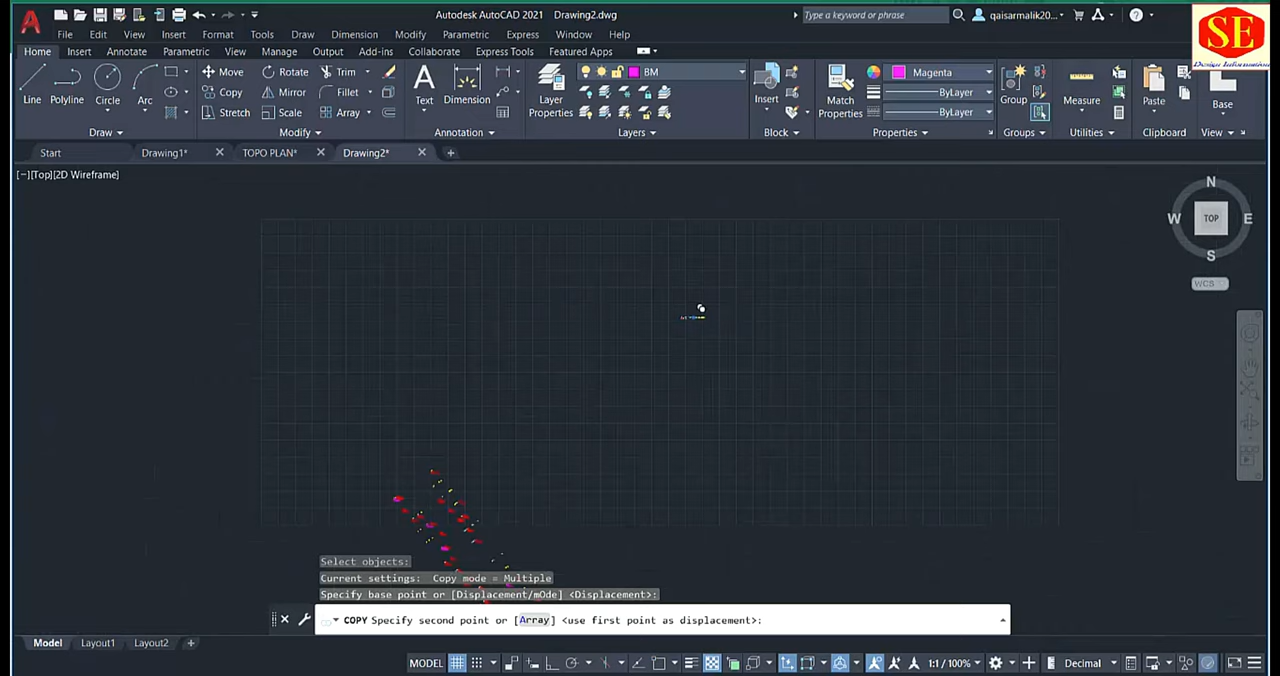 Autodesk AutoCAD 2021 Drawing2.dwg
Type a keyword or phrase
qaisarmalik20...
SE
Design Informations
File Edit View Insert Format Tools Draw Dimension Modify Parametric Express Window Help
Home Insert Annotate Parametric View Manage Output Add-ins Collaborate Express Tools Featured Apps
Line Polyline Circle Arc
Move Rotate Trim
Copy Mirror Fillet
Stretch Scale Array
Text Dimension
Layer Properties
BM
Insert
Match Properties
Magenta
ByLayer
ByLayer
Group
Measure
Paste
Base
Draw Modify Annotation Layers Block Properties Groups Utilities Clipboard View
Start Drawing1* TOPO PLAN* Drawing2*
[−][Top][2D Wireframe]
N
W TOP E
S
WCS
Select objects:
Current settings: Copy mode = Multiple
Specify base point or [Displacement/mOde] <Displacement>:
COPY Specify second point or [Array] <use first point as displacement>:
Model Layout1 Layout2
MODEL 1:1 / 100% Decimal